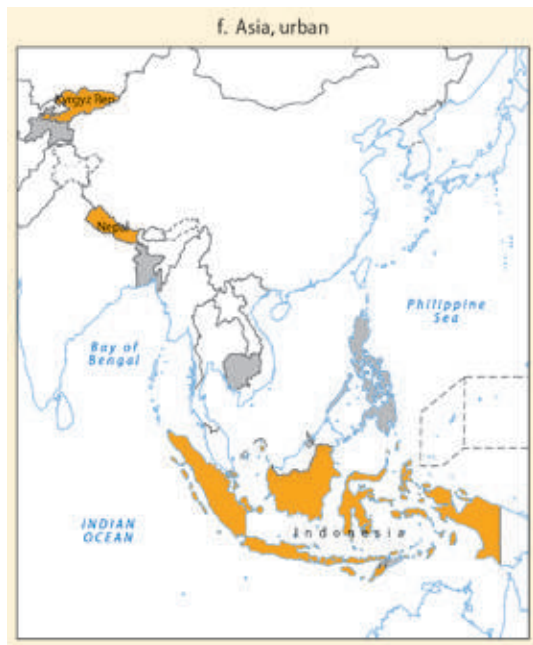 f. Asia, urban
Kyrgyz Rep
Nepal
Philippine
Sea
Bay of
Bengal
INDIAN
OCEAN
Indonesia